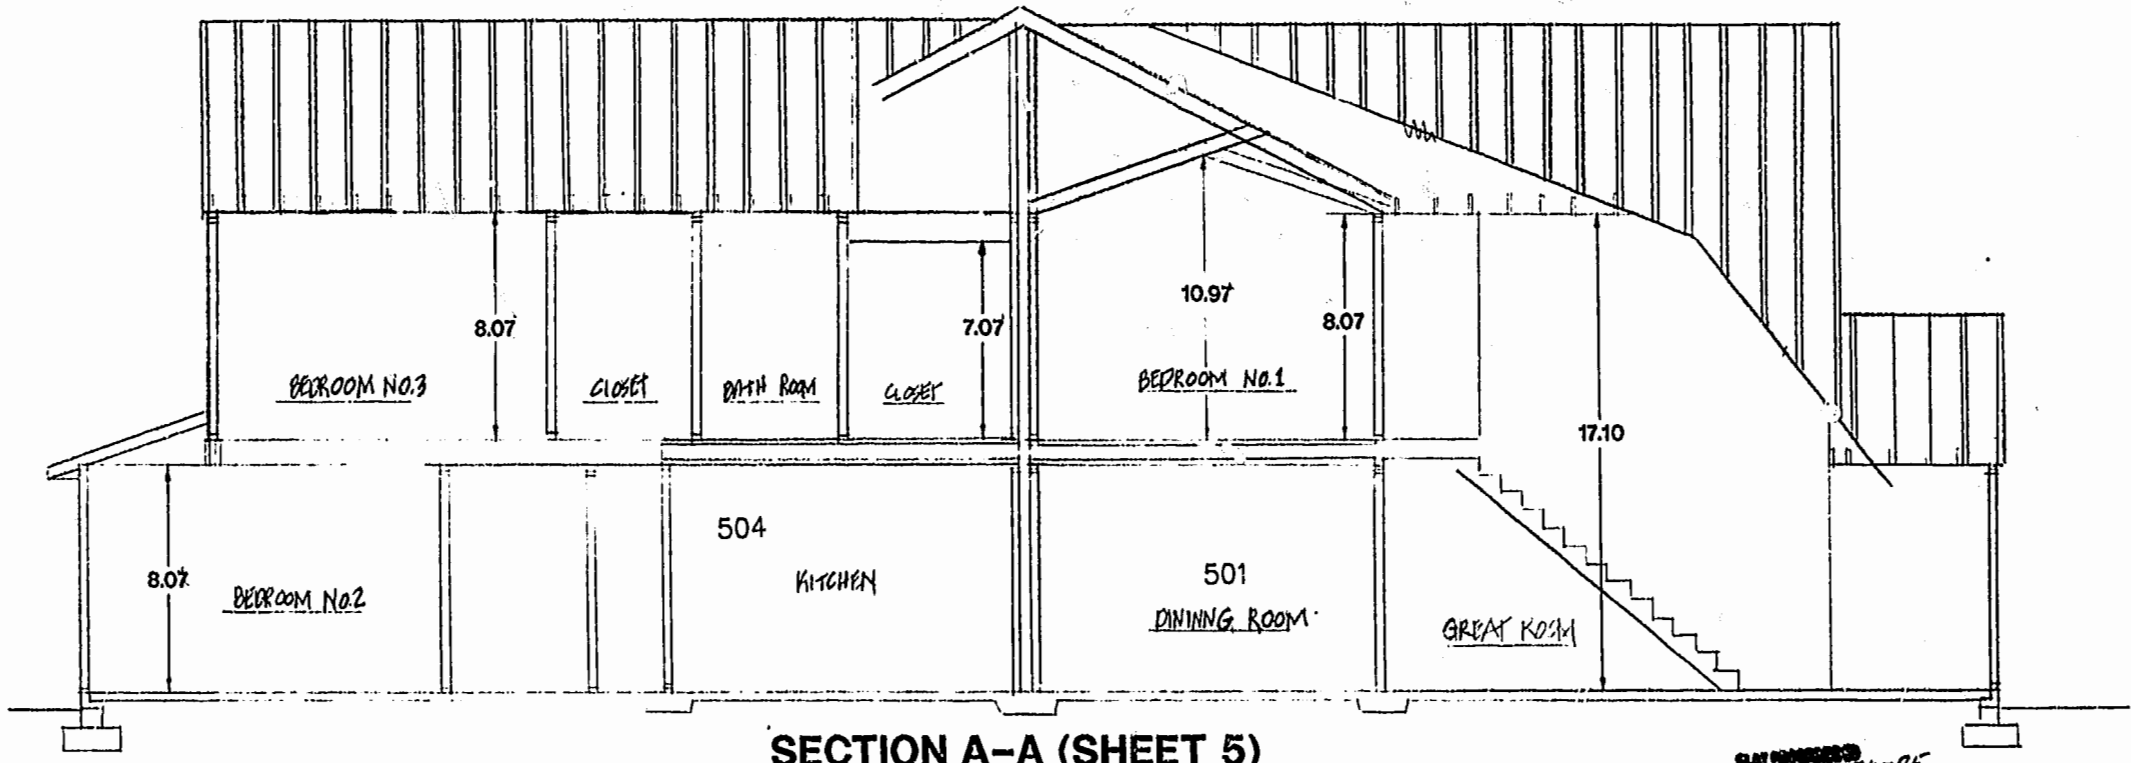 10.97
8.07
7.07
8.07
BEDROOM NO.3
CLOSET
BATH ROOM
CLOSET
BEDROOM NO.1
17.10
504
8.07
BEDROOM NO.2
KITCHEN
501
DININNG ROOM
GREAT ROOM
SECTION A-A (SHEET 5)